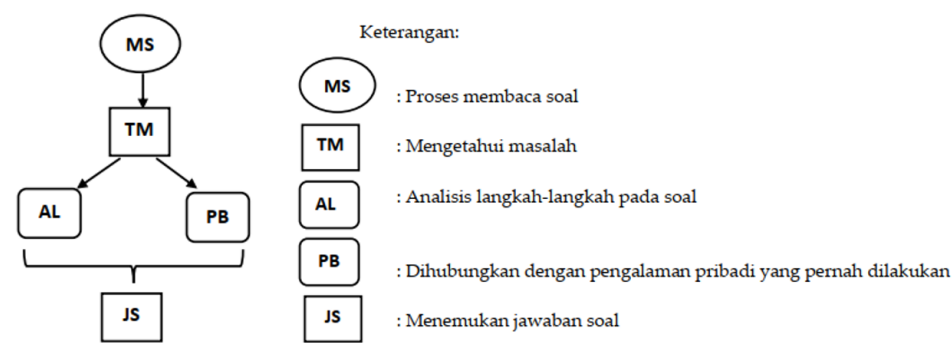 MS
TM
AL
PB
JS
Keterangan:
MS : Proses membaca soal
TM : Mengetahui masalah
AL : Analisis langkah-langkah pada soal
PB : Dihubungkan dengan pengalaman pribadi yang pernah dilakukan
JS : Menemukan jawaban soal